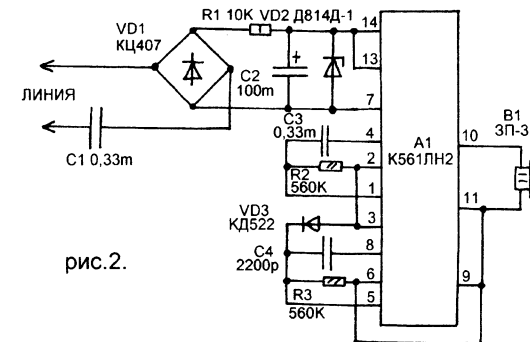 VD1
КЦ407
R1 10K VD2 Д814Д-1
14
13
C2
100m
7
ЛИНИЯ
C1 0,33m
C3
0,33m
4
2
R2
560K
1
A1
К561ЛН2
10
B1
ЗП-3
11
VD3
КД522
3
8
C4
2200p
6
9
5
R3
560K
рис.2.
+